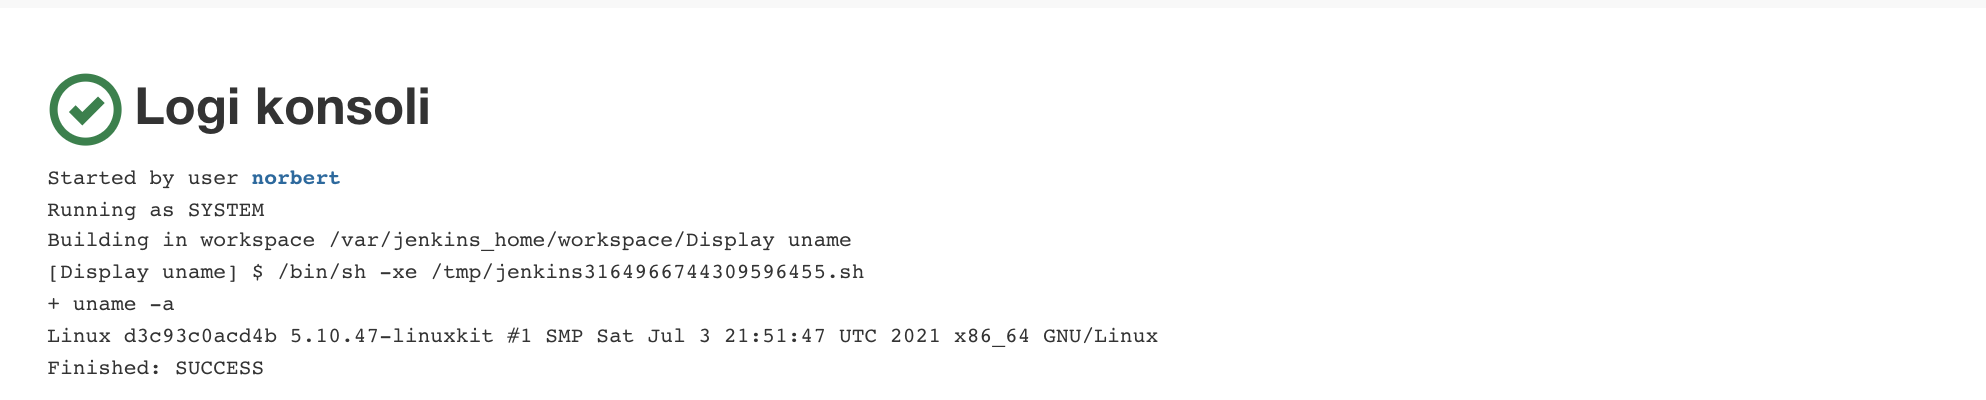 Logi konsoli
Started by user norbert
Running as SYSTEM
Building in workspace /var/jenkins_home/workspace/Display uname
[Display uname] $ /bin/sh -xe /tmp/jenkins3164966744309596455.sh
+ uname -a
Linux d3c93c0acd4b 5.10.47-linuxkit #1 SMP Sat Jul 3 21:51:47 UTC 2021 x86_64 GNU/Linux
Finished: SUCCESS